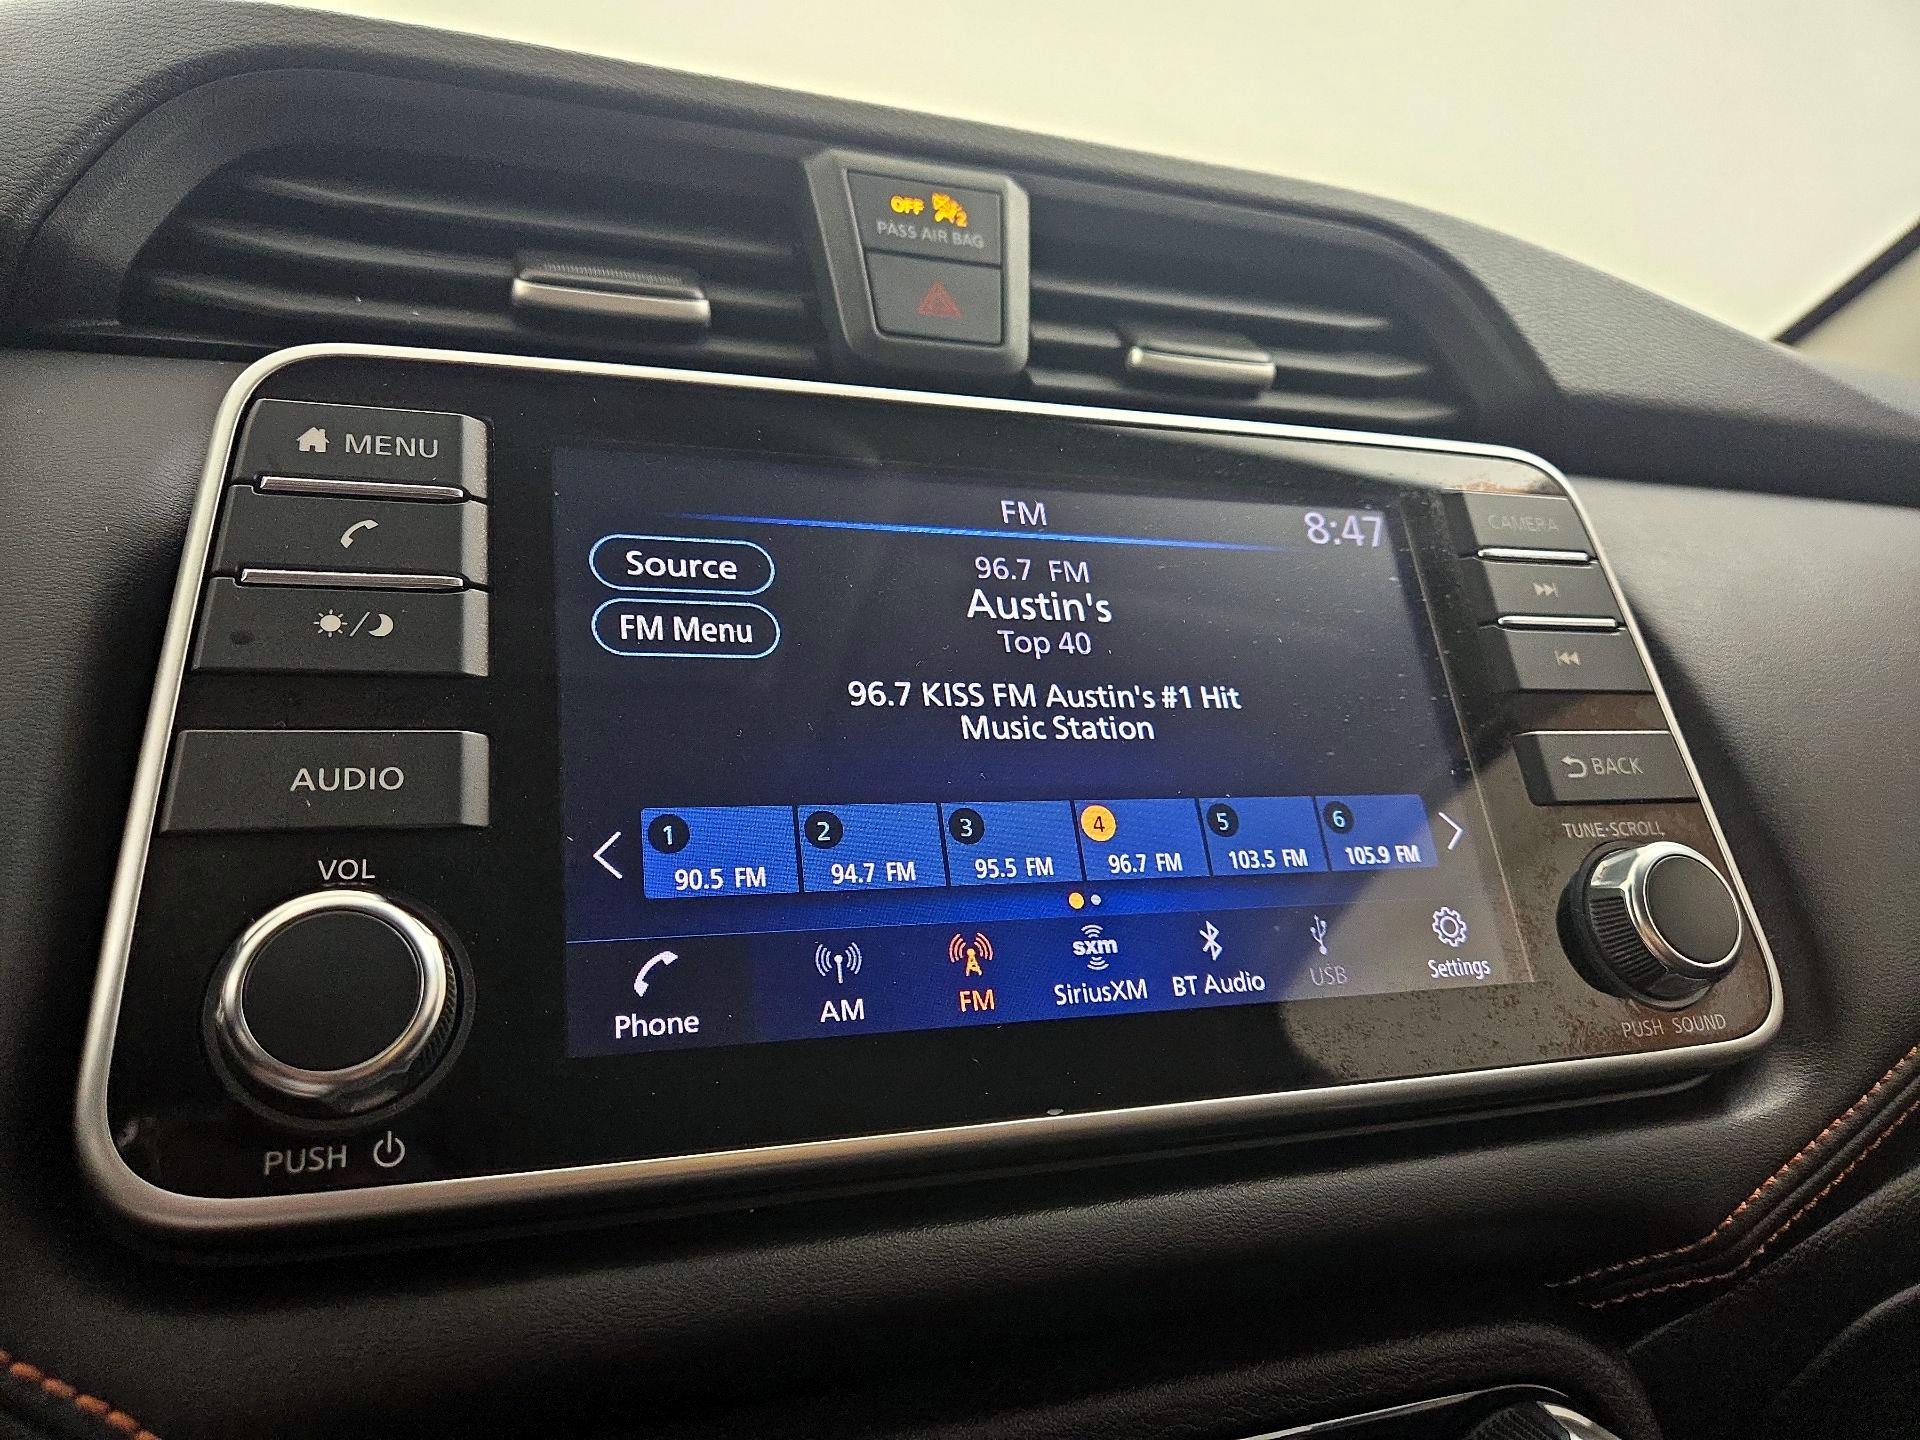 OFF 2
PASS AIR BAG
MENU
AUDIO
VOL
PUSH
FM
8:47
Source
FM Menu
96.7 FM
Austin's
Top 40
96.7 KISS FM Austin's #1 Hit
Music Station
1 2 3 4 5 6
90.5 FM 94.7 FM 95.5 FM 96.7 FM 103.5 FM 105.9 FM
sxm
Phone AM FM SiriusXM BT Audio USB Settings
CAMERA
BACK
TUNE·SCROLL
PUSH SOUND